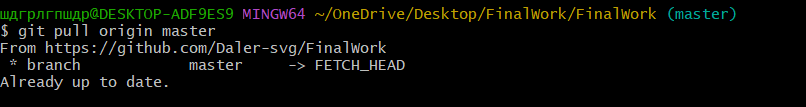 шдгрлгпшдр@DESKTOP-ADF9ES9 MINGW64 ~/OneDrive/Desktop/FinalWork/FinalWork (master)
$ git pull origin master
From https://github.com/Daler-svg/FinalWork
 * branch            master     -> FETCH_HEAD
Already up to date.